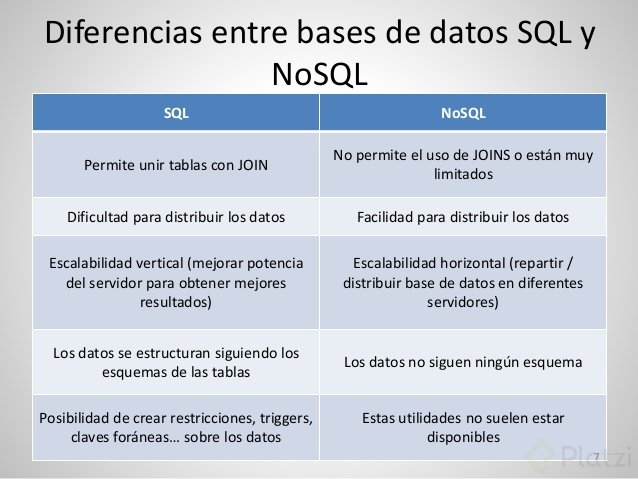 Diferencias entre bases de datos SQL y
NoSQL
SQL
NoSQL
Permite unir tablas con JOIN
No permite el uso de JOINS o están muy
limitados
Dificultad para distribuir los datos
Facilidad para distribuir los datos
Escalabilidad vertical (mejorar potencia
del servidor para obtener mejores
resultados)
Escalabilidad horizontal (repartir /
distribuir base de datos en diferentes
servidores)
Los datos se estructuran siguiendo los
esquemas de las tablas
Los datos no siguen ningún esquema
Posibilidad de crear restricciones, triggers,
claves foráneas… sobre los datos
Estas utilidades no suelen estar
disponibles
Platzi
7